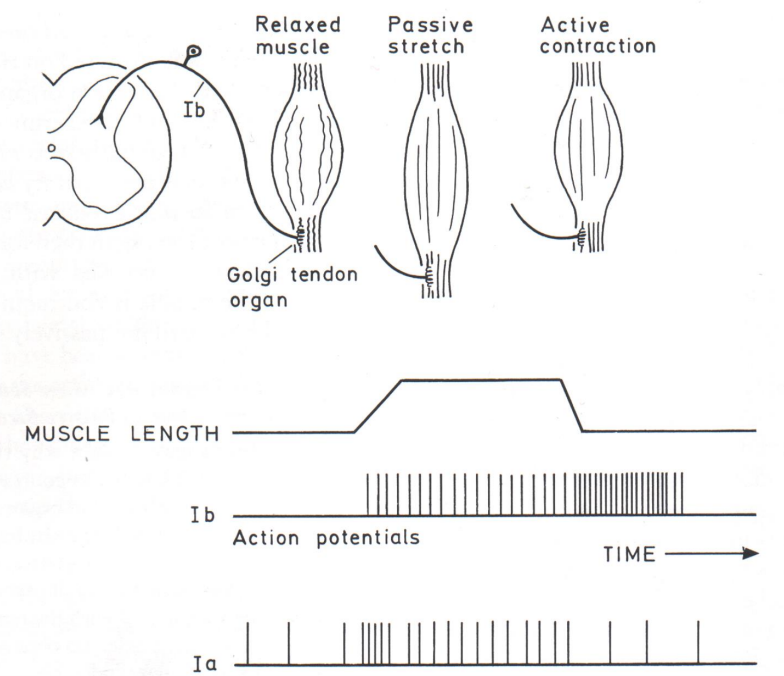 Relaxed
muscle
Passive
stretch
Active
contraction
Ib
Golgi tendon
organ
MUSCLE LENGTH
Ib
Action potentials
TIME
Ia